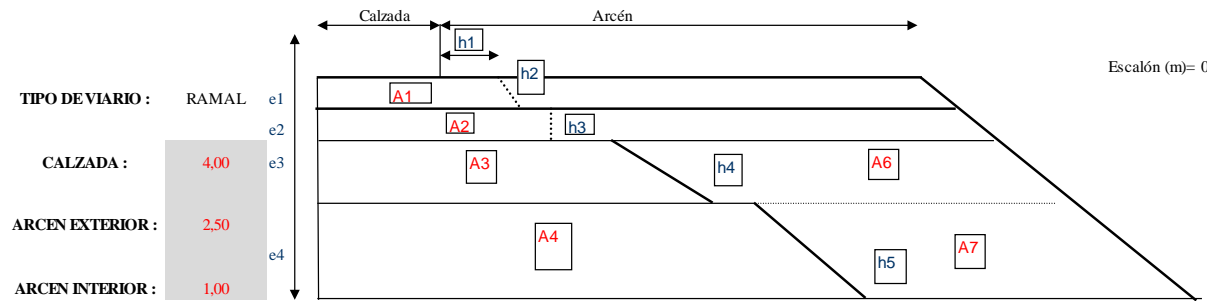 Calzada Arcén
h1
Escalón (m)= 0
h2
TIPO DE VIARIO : RAMAL e1 A1
e2 A2 h3
CALZADA : 4,00 e3 A3 h4 A6
ARCEN EXTERIOR : 2,50
A4 A7
e4 h5
ARCEN INTERIOR : 1,00